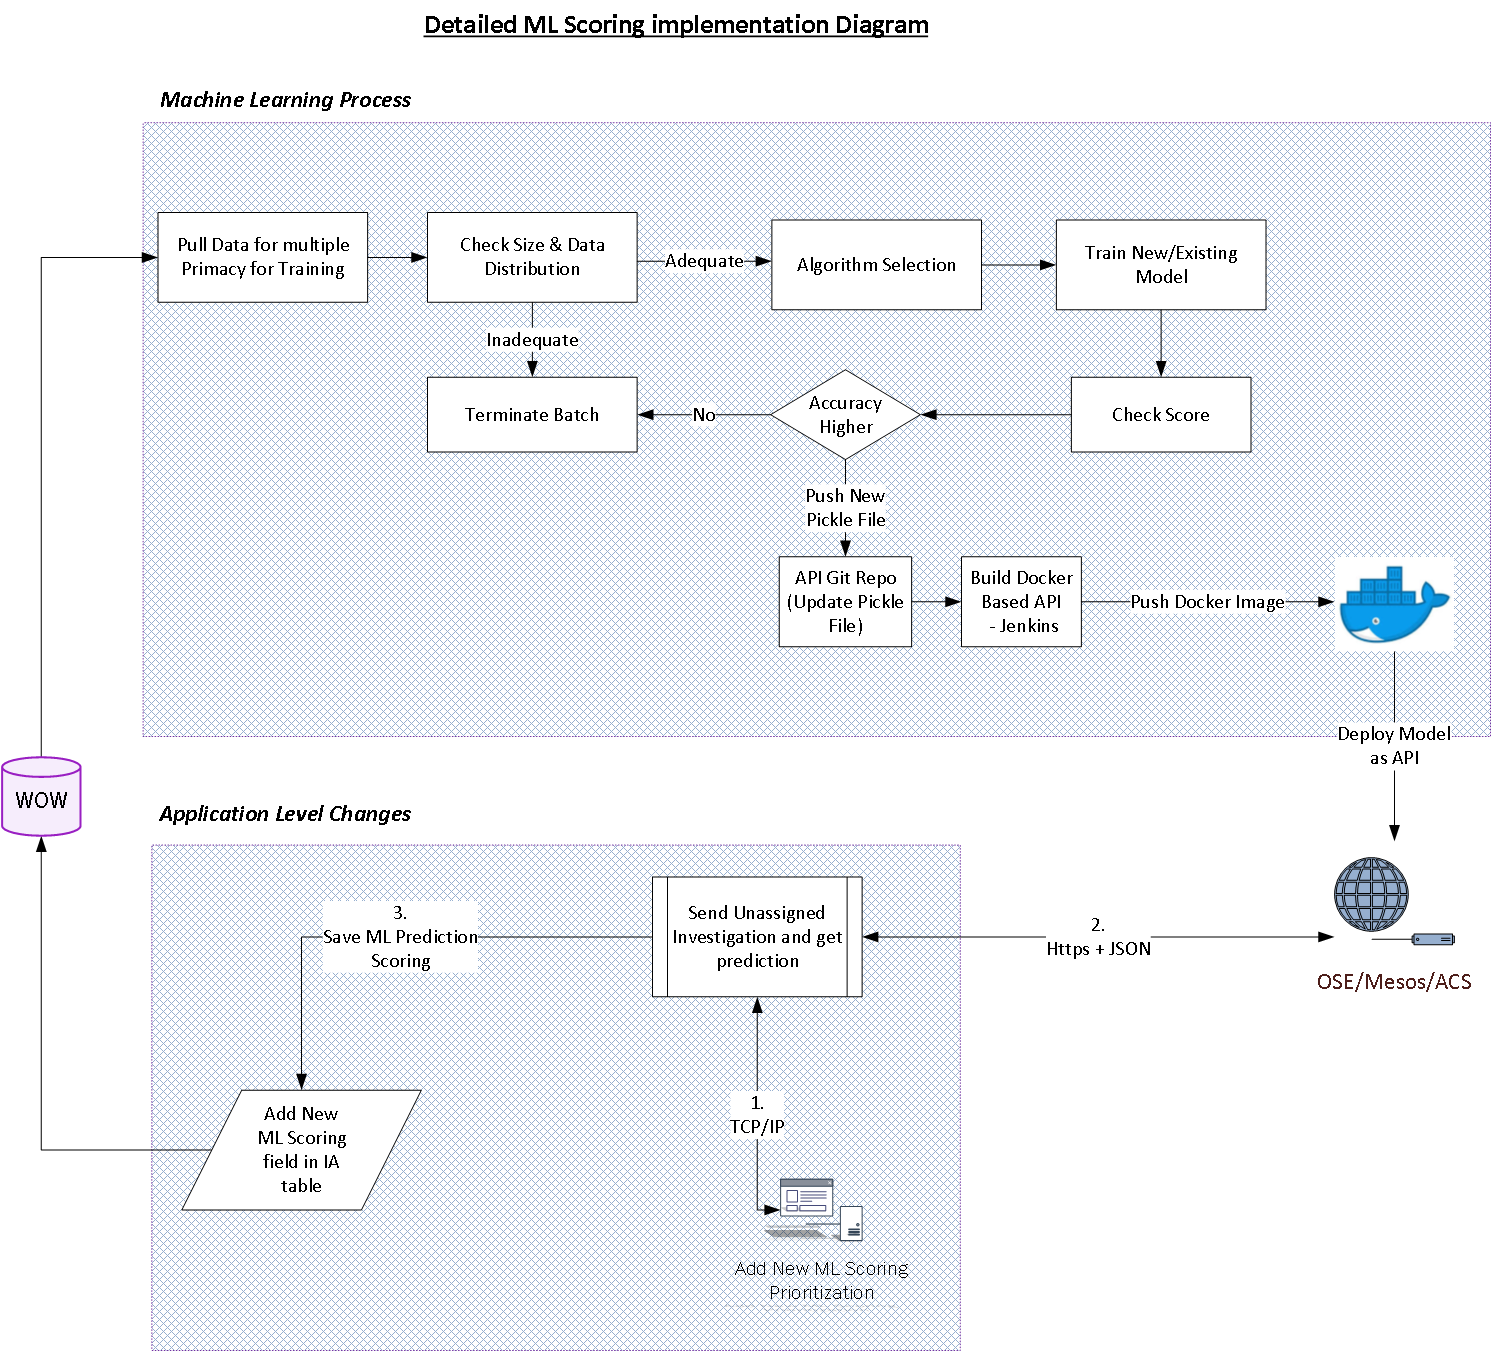 Detailed ML Scoring implementation Diagram
Machine Learning Process
Pull Data for multiple
Primacy for Training
Check Size & Data
Distribution
Adequate
Algorithm Selection
Train New/Existing
Model
Inadequate
Terminate Batch
No
Accuracy
Higher
Check Score
Push New
Pickle File
API Git Repo
(Update Pickle
File)
Build Docker
Based API
- Jenkins
Push Docker Image
Deploy Model
as API
WOW
Application Level Changes
3.
Save ML Prediction
Scoring
Send Unassigned
Investigation and get
prediction
2.
Https + JSON
OSE/Mesos/ACS
Add New
ML Scoring
field in IA
table
1.
TCP/IP
Add New ML Scoring
Prioritization